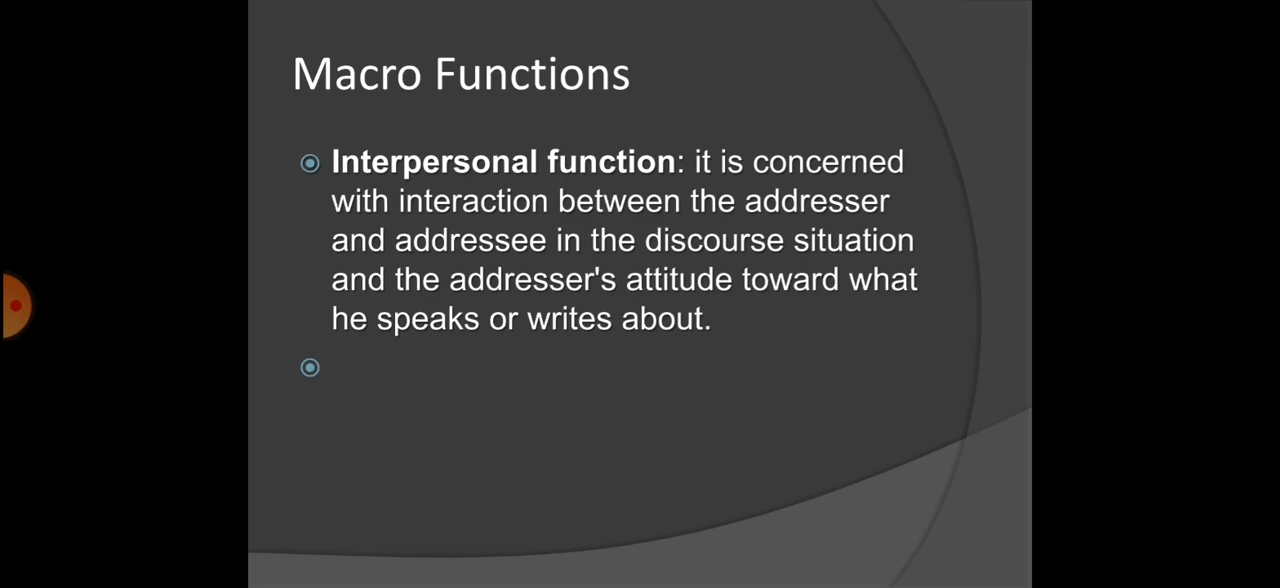 Macro Functions
Interpersonal function: it is concerned
with interaction between the addresser
and addressee in the discourse situation
and the addresser's attitude toward what
he speaks or writes about.